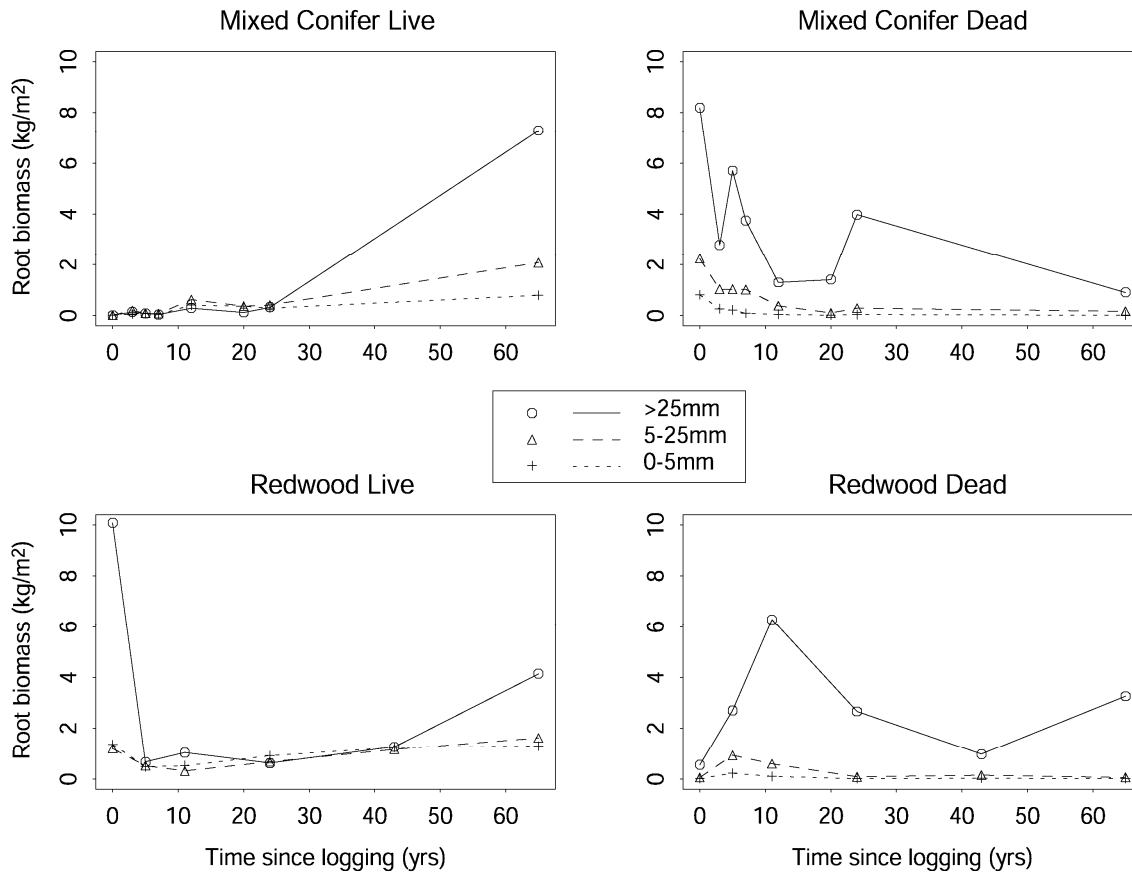 Mixed Conifer Live
Mixed Conifer Dead
Root biomass (kg/m²)
10
8
6
4
2
0
0 10 20 30 40 50 60
10
8
6
4
2
0
0 10 20 30 40 50 60
>25mm
5-25mm
0-5mm
Redwood Live
Redwood Dead
Root biomass (kg/m²)
10
8
6
4
2
0
0 10 20 30 40 50 60
Time since logging (yrs)
10
8
6
4
2
0
0 10 20 30 40 50 60
Time since logging (yrs)